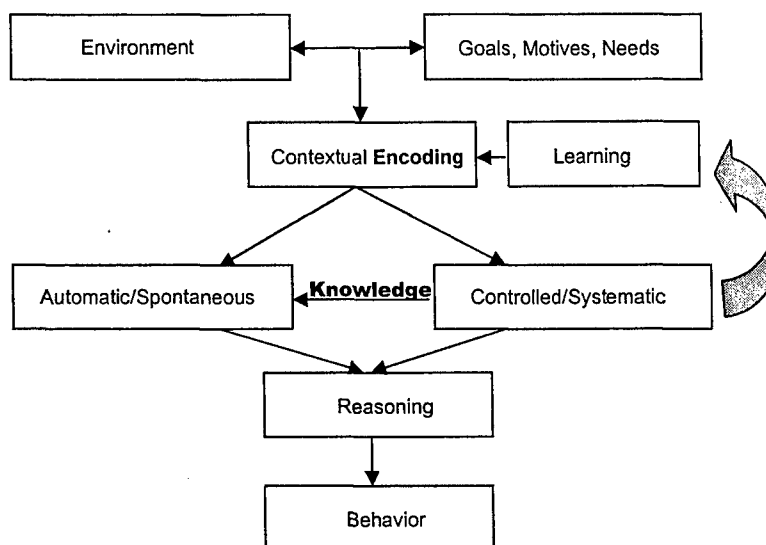 Environment
Goals, Motives, Needs
Contextual Encoding
Learning
Automatic/Spontaneous
Knowledge
Controlled/Systematic
Reasoning
Behavior